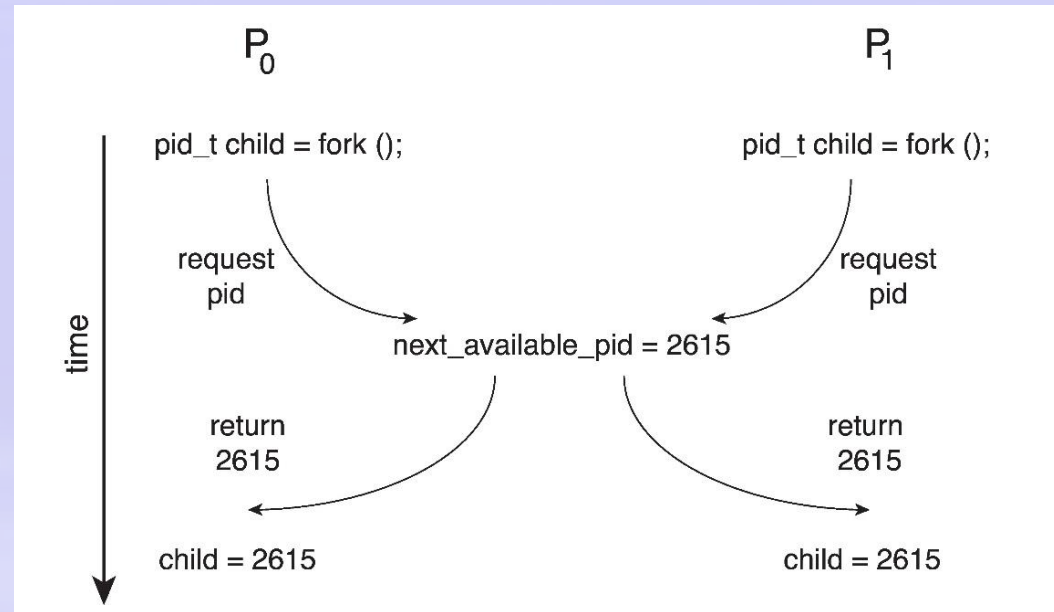 P0
P1
pid_t child = fork ();
pid_t child = fork ();
request
pid
request
pid
next_available_pid = 2615
time
return
2615
return
2615
child = 2615
child = 2615